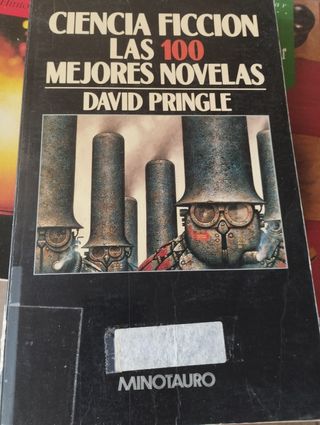 CIENCIA FICCION
LAS 100
MEJORES NOVELAS
DAVID PRINGLE
MINOTAURO